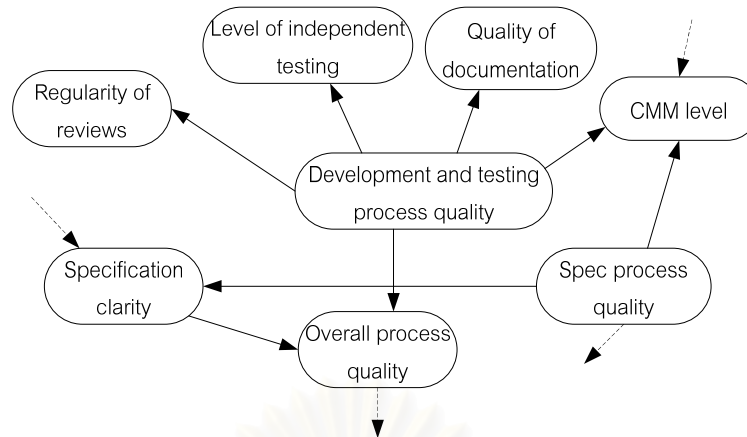 Level of independent
testing
Quality of
documentation
Regularity of
reviews
CMM level
Development and testing
process quality
Specification
clarity
Spec process
quality
Overall process
quality